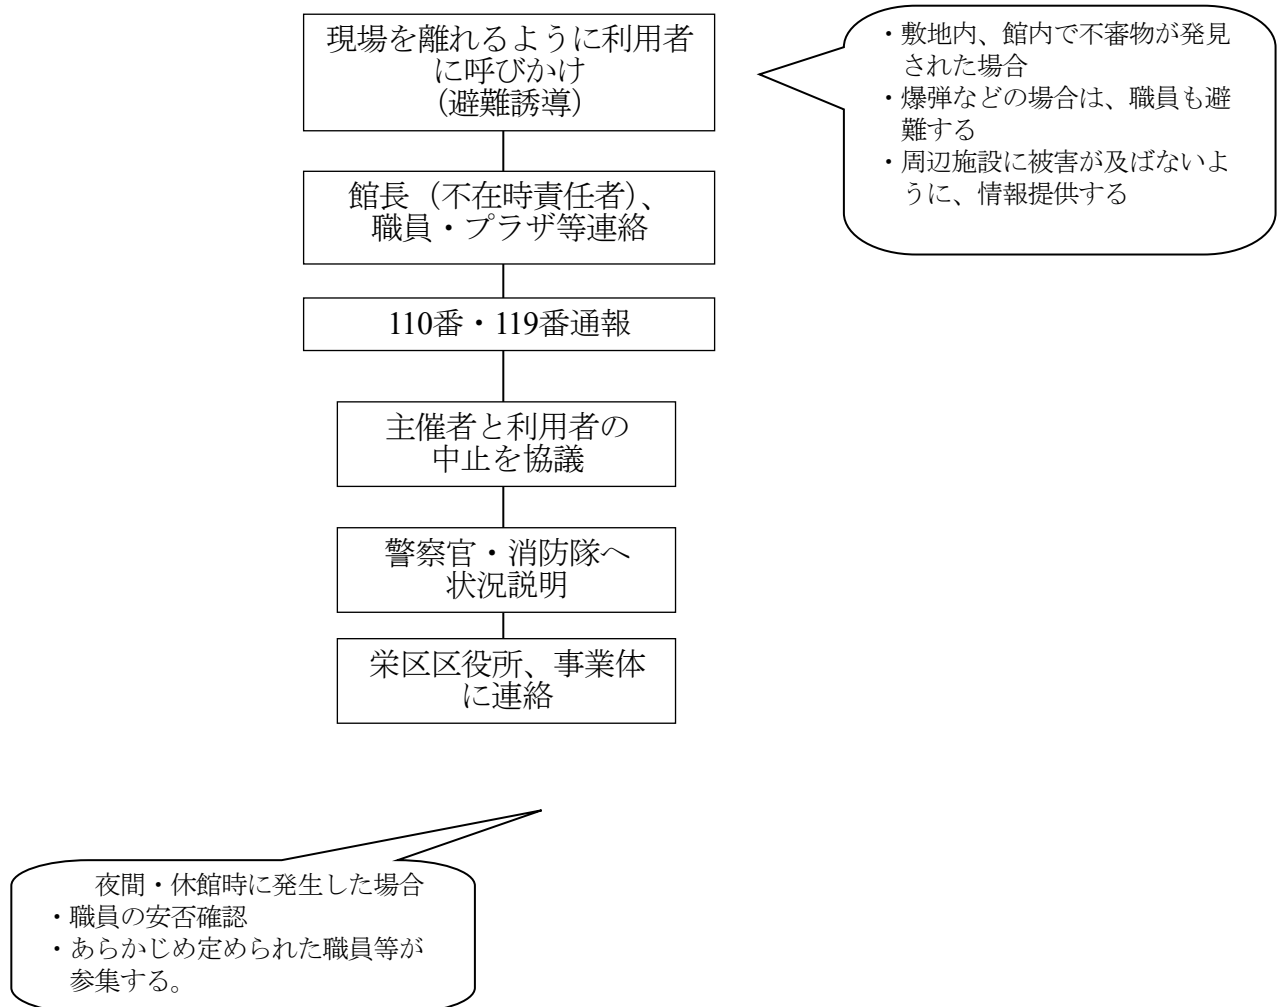 現場を離れるように利用者
に呼びかけ
(避難誘導)
・敷地内、館内で不審物が発見
された場合
・爆弾などの場合は、職員も避
難する
・周辺施設に被害が及ばないよ
うに、情報提供する
館長（不在時責任者）、
職員・プラザ等連絡
110番・119番通報
主催者と利用者の
中止を協議
警察官・消防隊へ
状況説明
栄区区役所、事業体
に連絡
夜間・休館時に発生した場合
・職員の安否確認
・あらかじめ定められた職員等が
参集する。